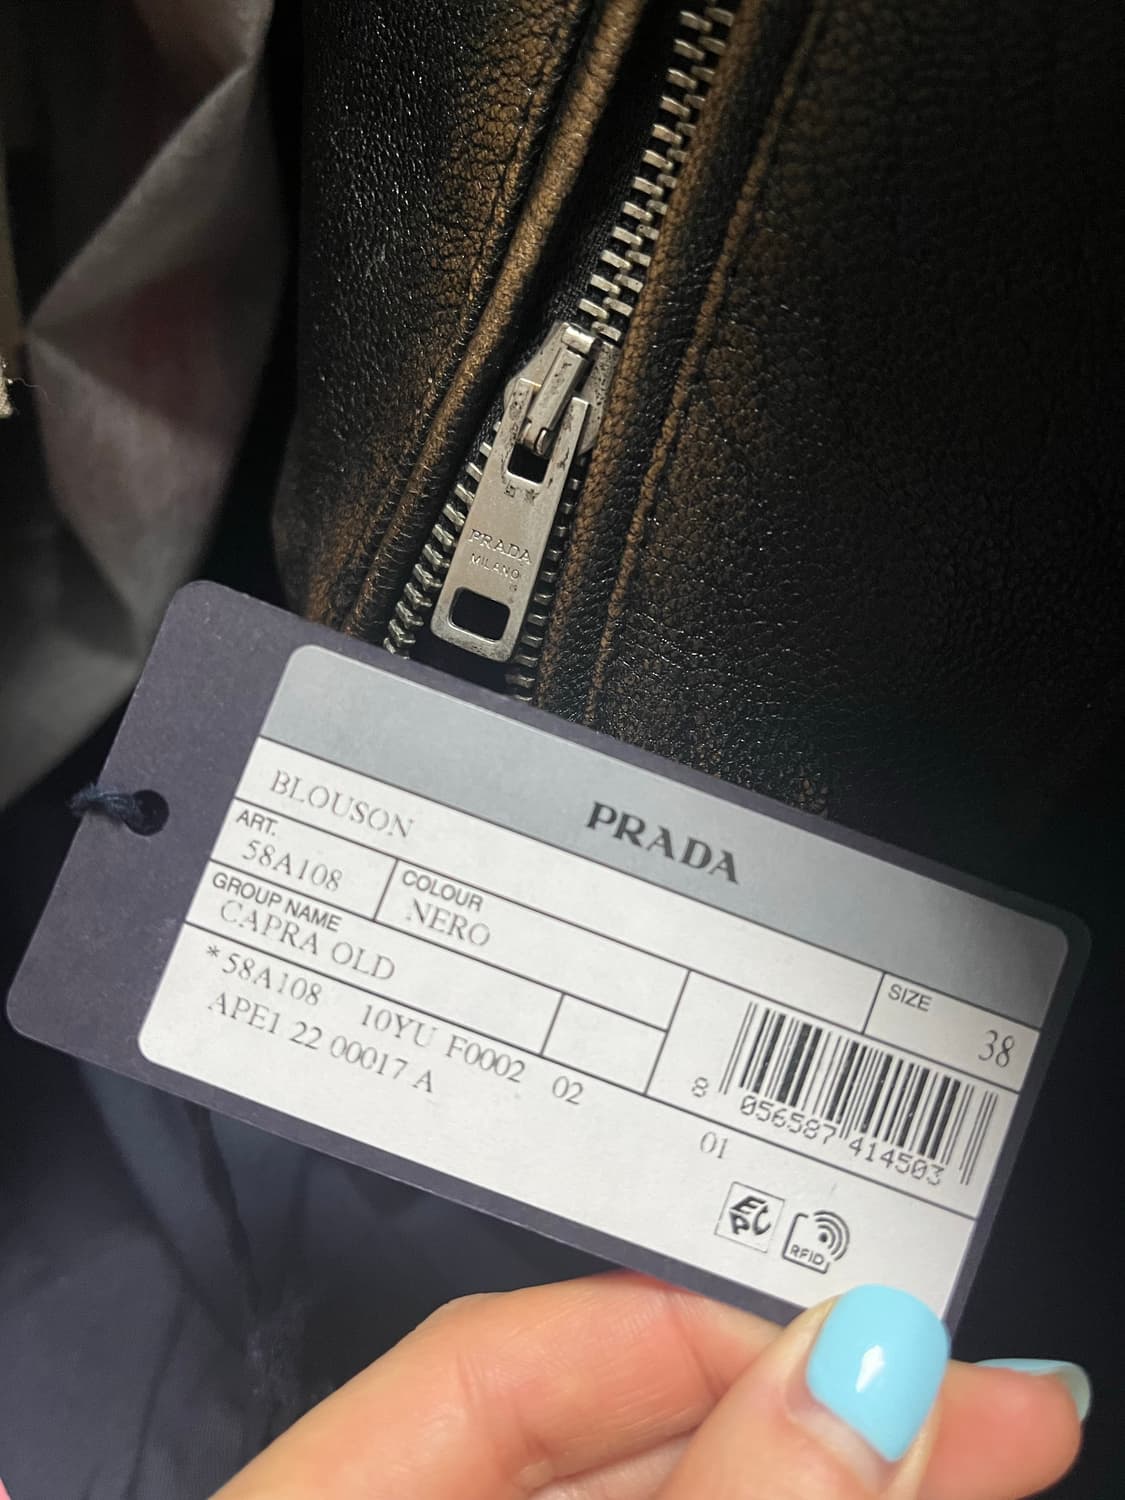 PRADA
MILANO
PRADA
BLOUSON
ART.
58A108
COLOUR
NERO
SIZE
38
GROUP NAME
CAPRA OLD
*58A108 10YU F0002 02
APE1 22 00017 A
8 056587 414503
01
EPC
RFID